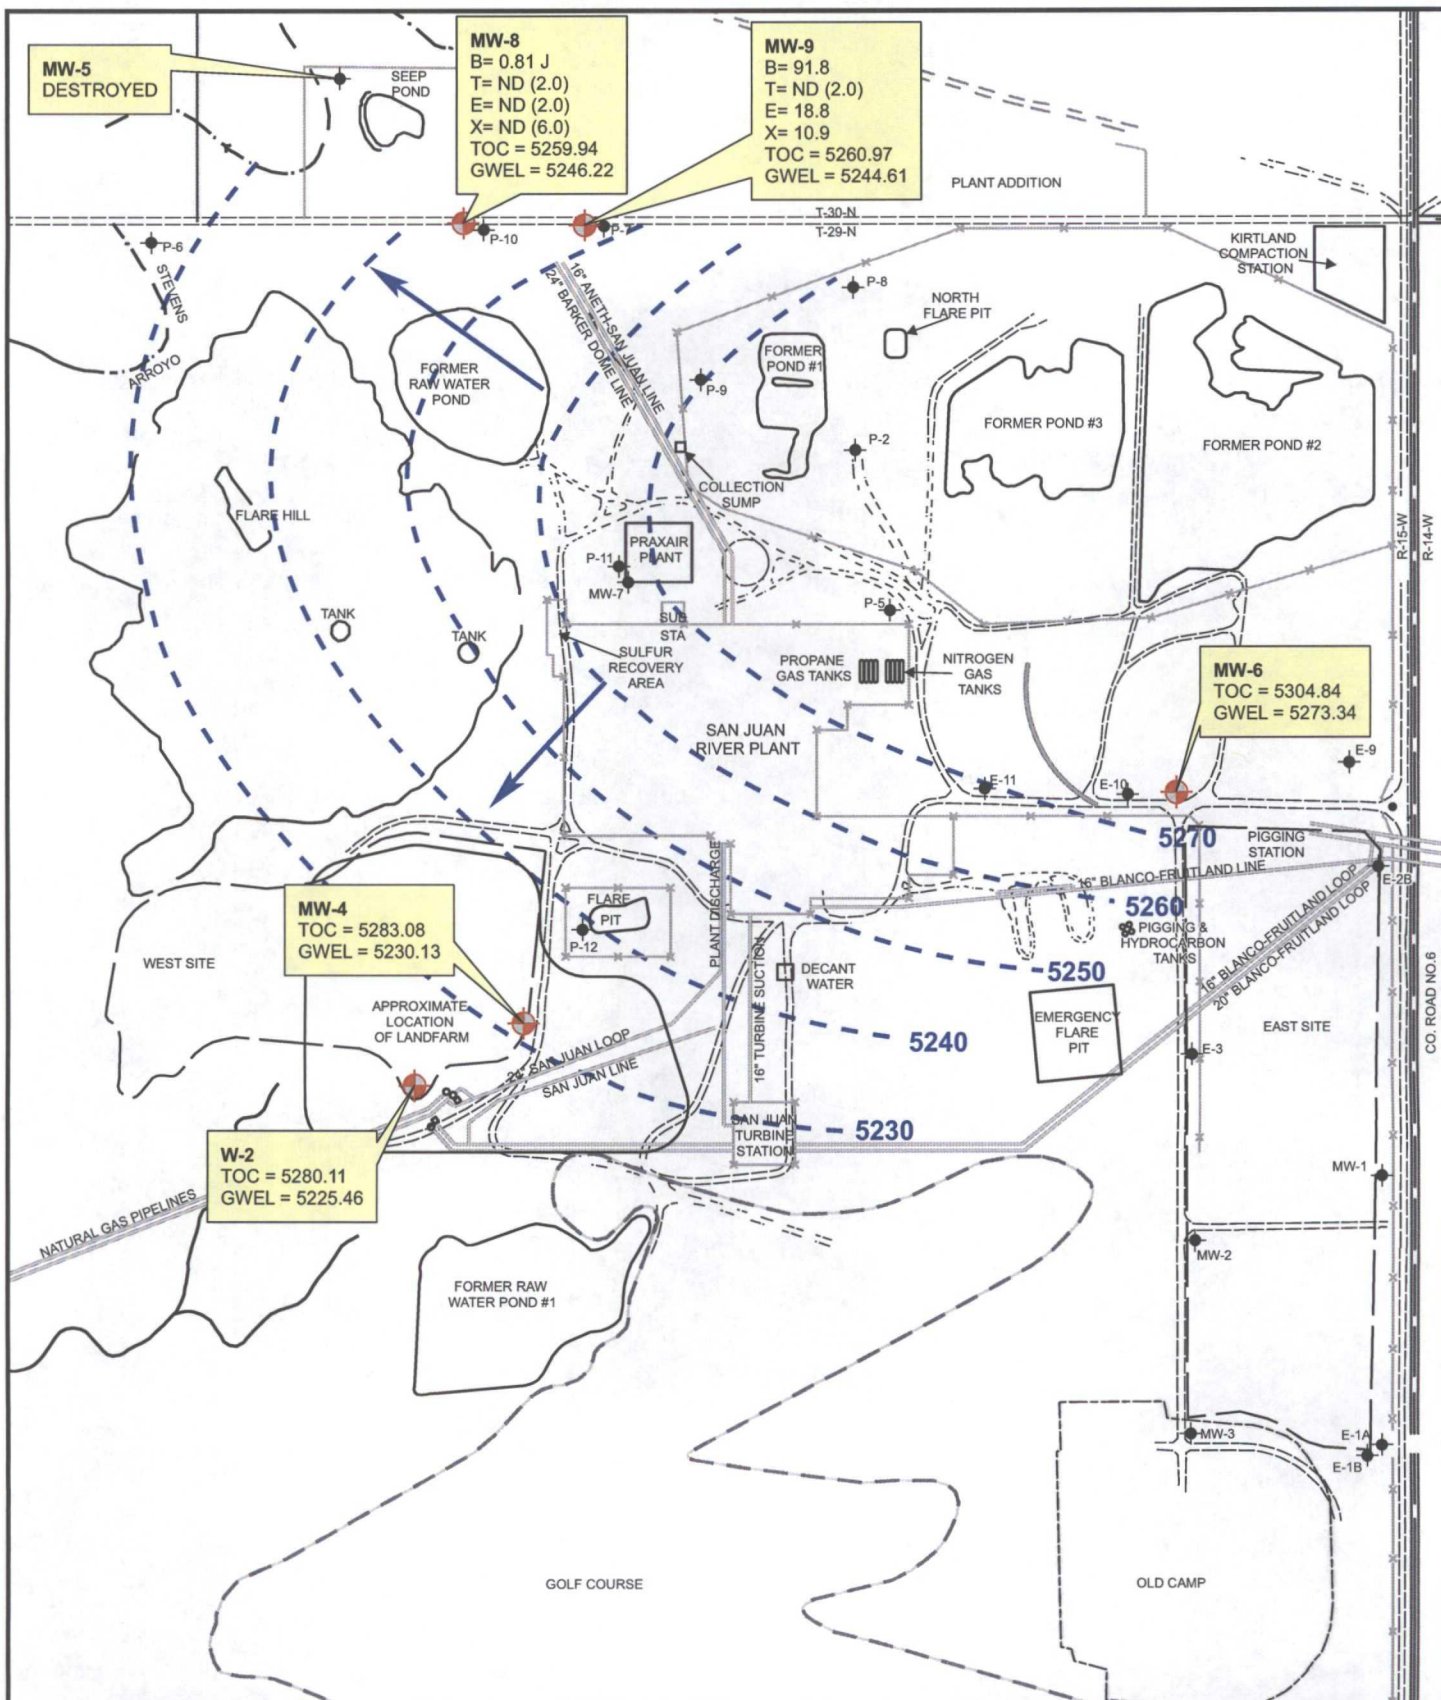 MW-5
DESTROYED
SEEP
POND
MW-8
B= 0.81 J
T= ND (2.0)
E= ND (2.0)
X= ND (6.0)
TOC = 5259.94
GWEL = 5246.22
MW-9
B= 91.8
T= ND (2.0)
E= 18.8
X= 10.9
TOC = 5260.97
GWEL = 5244.61
PLANT ADDITION
T-30-N
T-29-N
P-6
P-10
P-7
STEVENS
ARROYO
KIRTLAND
COMPACTION
STATION
P-8
NORTH
FLARE PIT
16" ANETH-SAN JUAN LINE
24" BARKER DOME LINE
FORMER
RAW WATER
POND
FORMER
POND #1
P-9
P-2
FORMER POND #3
FORMER POND #2
COLLECTION
SUMP
FLARE HILL
PRAXAIR
PLANT
P-11
MW-7
R-15-W
R-14-W
P-5
SUB
STA
TANK
TANK
SULFUR
RECOVERY
AREA
PROPANE
GAS TANKS
NITROGEN
GAS
TANKS
MW-6
TOC = 5304.84
GWEL = 5273.34
SAN JUAN
RIVER PLANT
E-9
E-11
E-10
5270
PIGGING
STATION
E-2B
16" BLANCO-FRUITLAND LINE
PLANT DISCHARGE
FLARE
PIT
P-12
MW-4
TOC = 5283.08
GWEL = 5230.13
5260
PIGGING &
HYDROCARBON
TANKS
16" BLANCO-FRUITLAND LOOP
20" BLANCO-FRUITLAND LOOP
WEST SITE
5250
DECANT
WATER
16" TURBINE SUCTION
APPROXIMATE
LOCATION
OF LANDFARM
EMERGENCY
FLARE
PIT
EAST SITE
CO. ROAD NO.6
5240
E-3
24" SAN JUAN LOOP
SAN JUAN LINE
SAN JUAN
TURBINE
STATION
5230
W-2
TOC = 5280.11
GWEL = 5225.46
MW-1
NATURAL GAS PIPELINES
MW-2
FORMER RAW
WATER POND #1
MW-3
E-1A
E-1B
GOLF COURSE
OLD CAMP